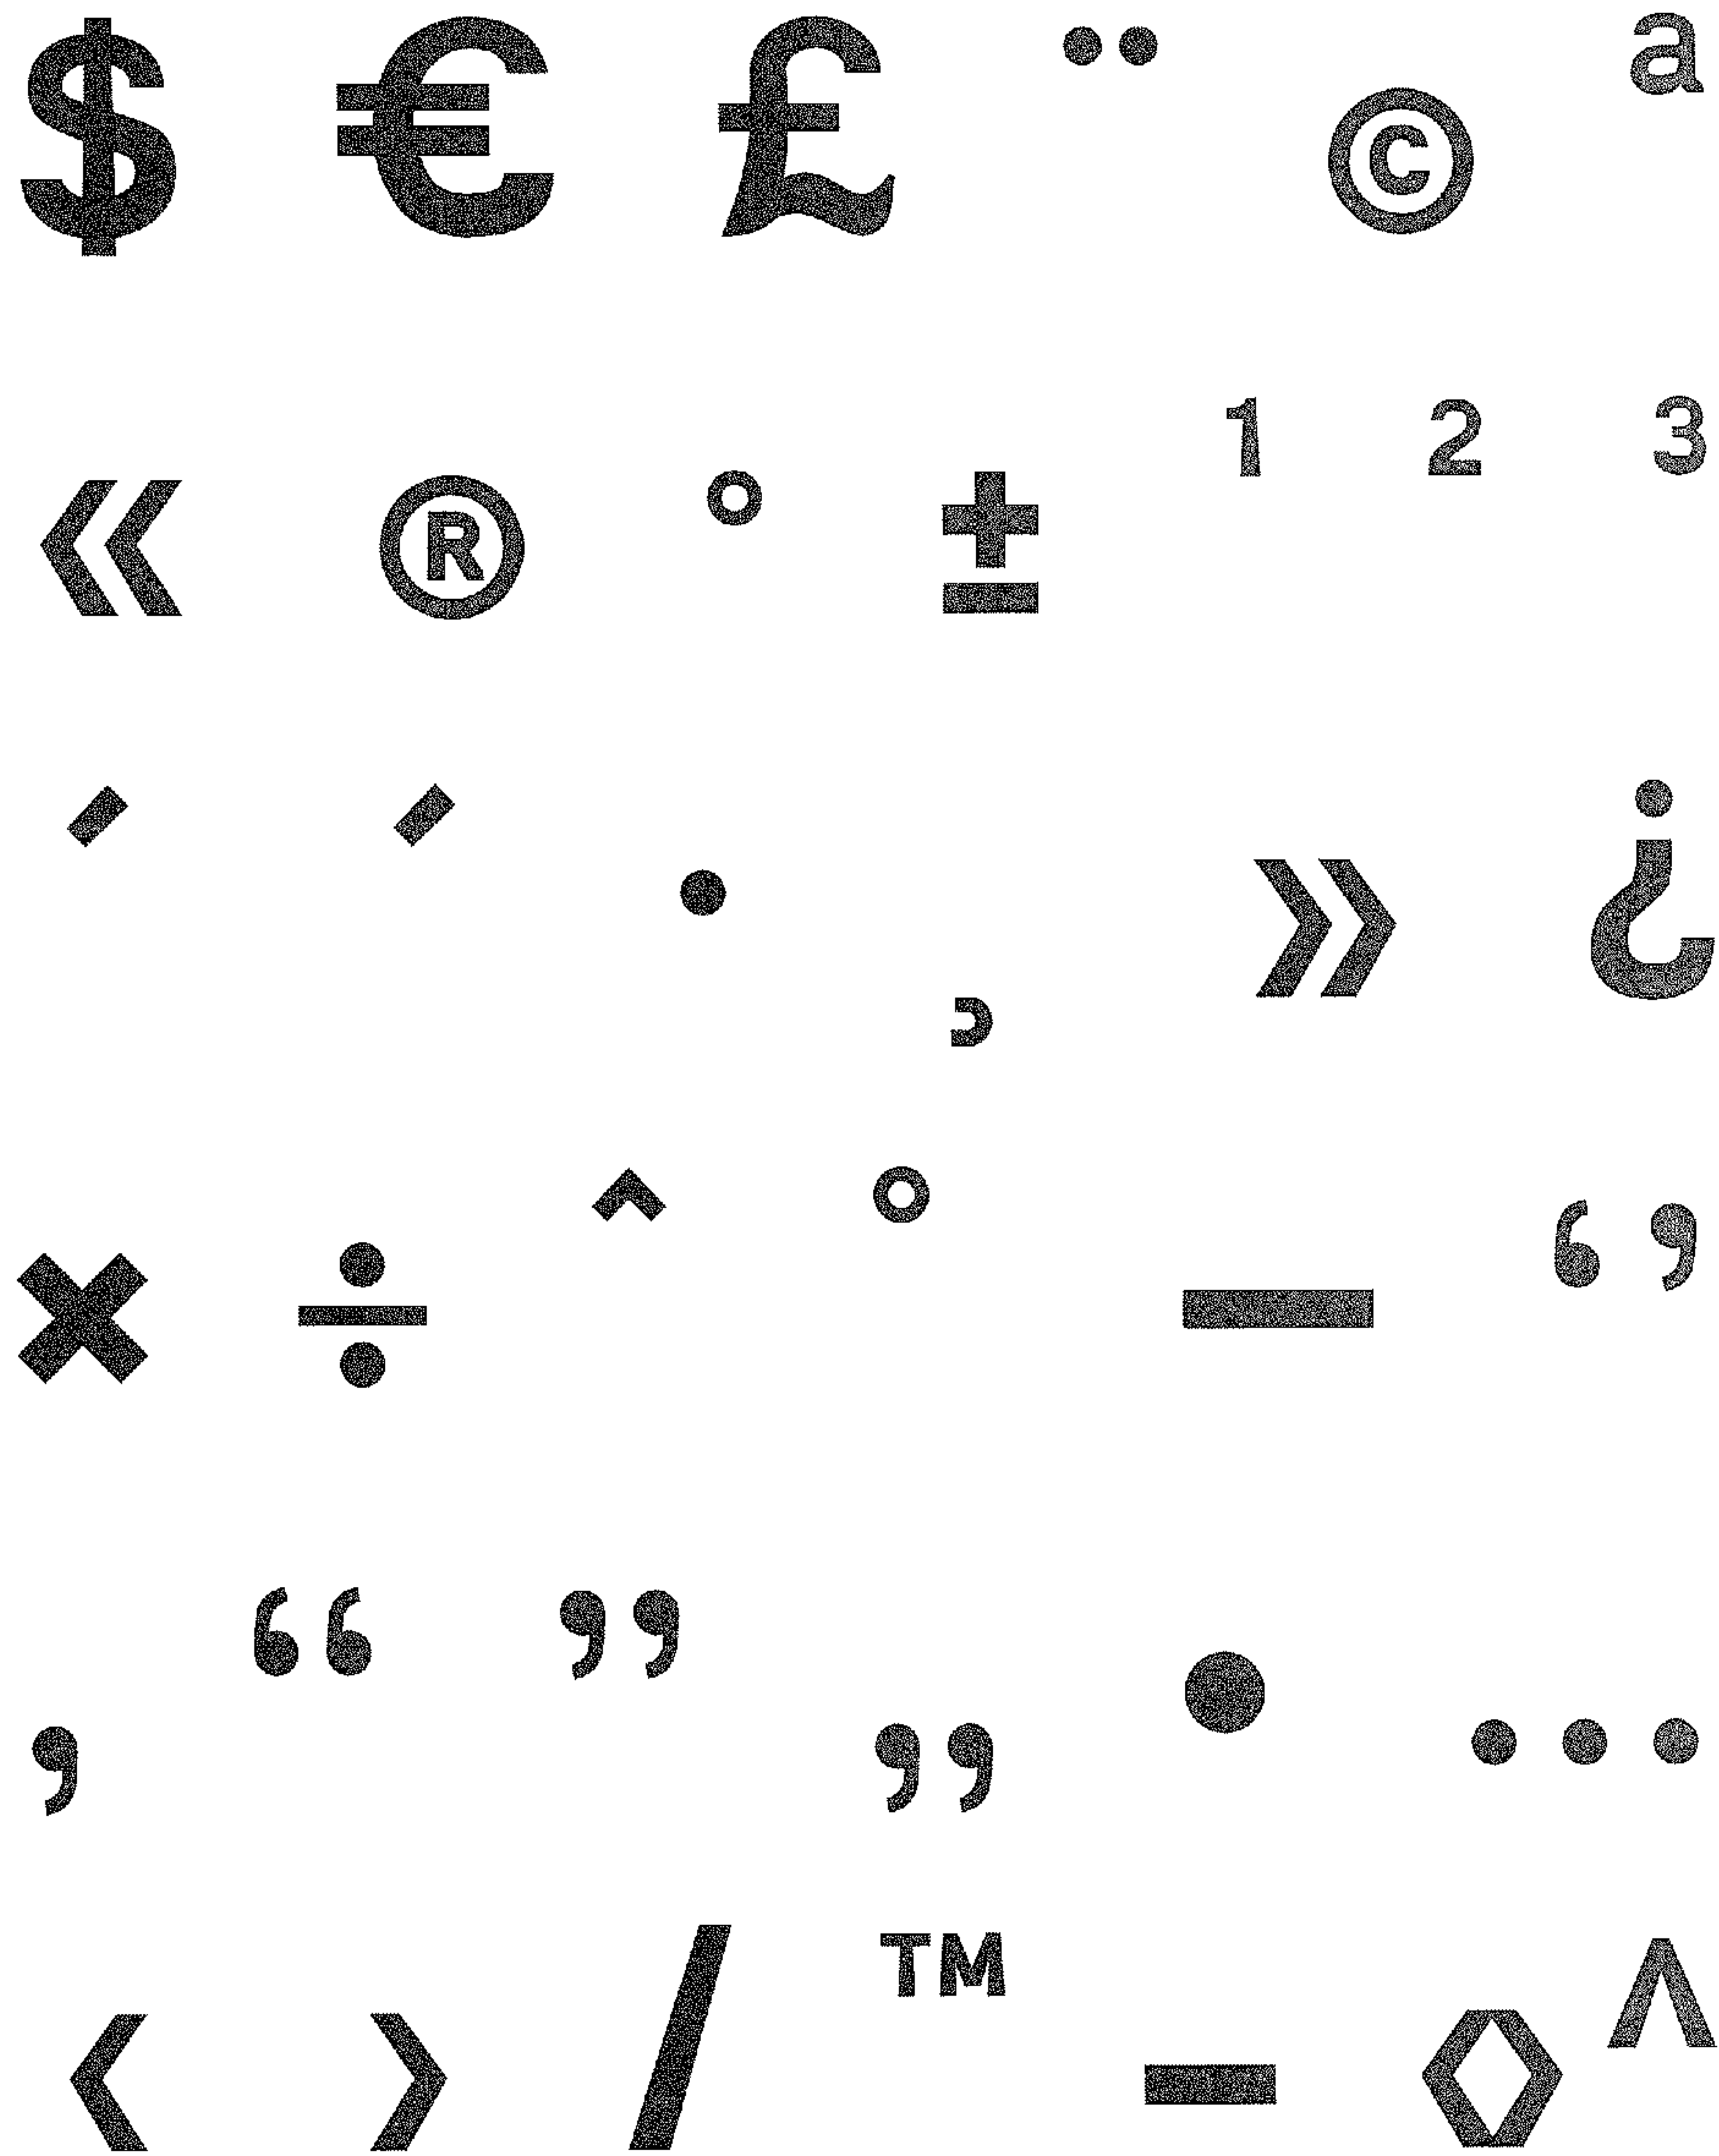 $ € £ ¨ © ª
« ® ° ± ¹ ² ³
´ ´ · ¸ » ¿
× ÷ ˆ ° – ‘ ’
‚ “ ” „ • …
‹ › / ™ - ◊ ^